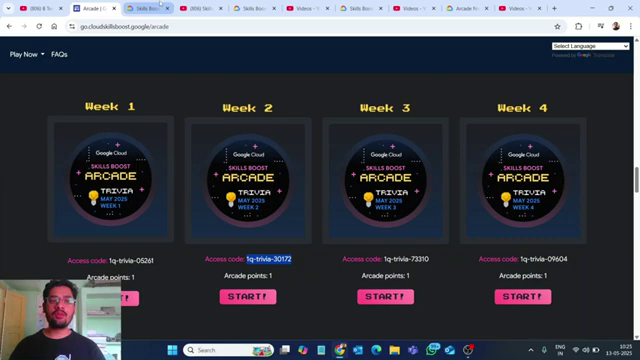 (806) 8 To
Arcade | G
Skills Boos
(806) Skill
Skills Boos
Videos - Y
Skills Boos
Videos - Y
Arcade No
Videos - Y
go.cloudskillsboost.google/arcade
Play Now
FAQs
Select Language
Powered by Google Translate
Week 1
Week 2
Week 3
Week 4
Google Cloud
SKILLS BOOST
ARCADE
TRIVIA
MAY 2025
WEEK 1
Google Cloud
SKILLS BOOST
ARCADE
TRIVIA
MAY 2025
WEEK 2
Google Cloud
SKILLS BOOST
ARCADE
TRIVIA
MAY 2025
WEEK 3
Google Cloud
SKILLS BOOST
ARCADE
TRIVIA
MAY 2025
WEEK 4
Access code: 1q-trivia-05261
Access code: 1q-trivia-30172
Access code: 1q-trivia-73310
Access code: 1q-trivia-09604
Arcade points: 1
Arcade points: 1
Arcade points: 1
Arcade points: 1
START!
START!
START!
Search
ENG
IN
10:25
13-05-2025